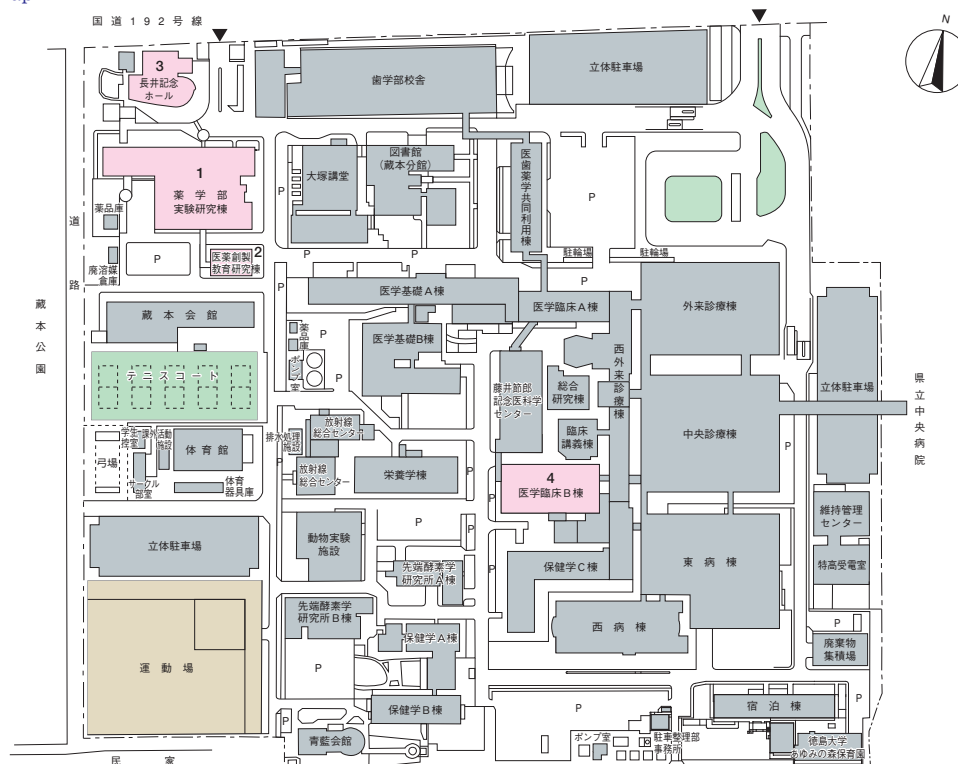 国道192号線
N
3
長井記念
ホール
歯学部校舎
立体駐車場
1
薬学部
実験研究棟
薬品庫
大塚講堂
図書館
(蔵本分館)
医歯薬学共同利用棟
P
P
P
道路
2
医薬創製
教育研究棟
P
廃溶媒
倉庫
P
P
駐輪場
駐輪場
P
蔵本公園
蔵本会館
医学基礎A棟
医学臨床A棟
外来診療棟
薬品庫
P
医学基礎B棟
西外来診療棟
テニスコート
ポンプ室
P
藤井節郎
記念医科学
センター
総合
研究棟
立体駐車場
県立中央病院
中央診療棟
臨床
講義棟
弓場
学生
控室
課外
活動
施設
体育館
排水処理
施設
放射線
総合センター
P
P
P
サークル
部室
体育
器具庫
放射線
総合センター
栄養学棟
4
医学臨床B棟
P
維持管理
センター
立体駐車場
動物実験
施設
P
P
特高受電室
先端酵素学
研究所A棟
保健学C棟
東病棟
先端酵素学
研究所B棟
保健学A棟
西病棟
P
廃棄物
集積場
運動場
P
保健学B棟
P
P
宿泊棟
P
青藍会館
ポンプ室
駐車整理部
事務所
徳島大学
あゆみの森保育園
民家